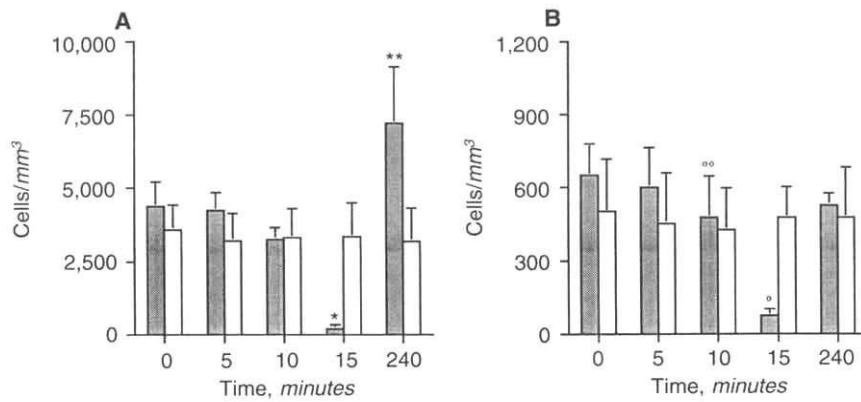 A
10,000
7,500
5,000
2,500
0
Cells/mm³
**
*
0 5 10 15 240
Time, minutes
B
1,200
900
600
300
0
Cells/mm³
°°
°
0 5 10 15 240
Time, minutes